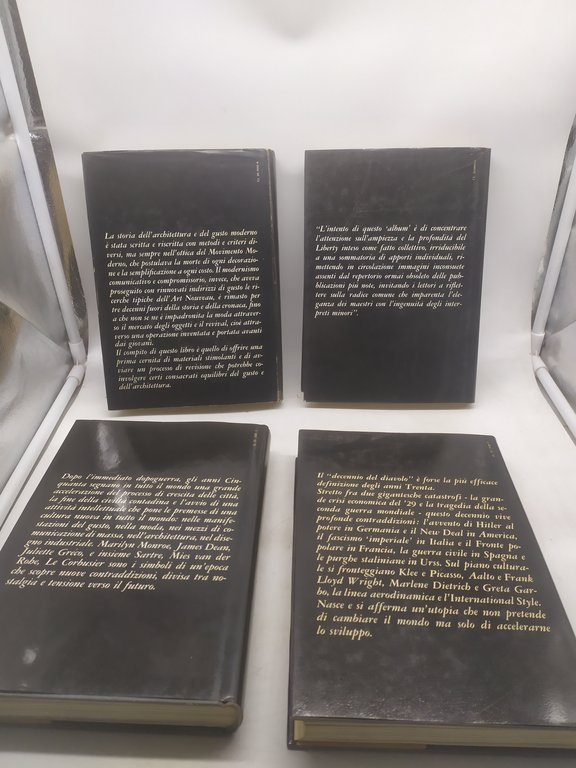 La storia dell'architettura e del gusto moderno
è stata scritta e riscritta con metodi e criteri di-
versi, ma sempre nell'ottica del Movimento Mo-
derno, che postulava la morte di ogni decorazio-
ne e la semplificazione a ogni costo. Il modernismo
comunicativo e compromissorio, invece, che aveva
proseguito con rinnovati indirizzi di gusto le ri-
cerche tipiche dell'Art Nouveau, è rimasto per
tre decenni fuori della storia e della cronaca, fino
a che non se ne è impadronita la moda attraver-
so il mercato degli oggetti e il revival, cioè attra-
verso una operazione inventata e portata avanti
dai giovani.
Il compito di questo libro è quello di offrire una
prima cernita di materiali stimolanti e di av-
viare un processo di revisione che potrebbe co-
involgere certi consacrati equilibri del gusto e
dell'architettura.
"L'intento di questo 'album' è di concentrare
l'attenzione sull'ampiezza e la profondità del
Liberty inteso come fatto collettivo, irriducibile
a una sommatoria di apporti individuali, ri-
mettendo in circolazione immagini inconsuete
assenti dal repertorio ormai obsoleto delle pub-
blicazioni più note, invitando i lettori a riflet-
tere sulla radice comune che imparenta l'ele-
ganza dei maestri con l'ingenuità degli inter-
preti minori".
Dopo l'immediato dopoguerra, gli anni Cin-
quanta segnano in tutto il mondo una grande
accelerazione del processo di crescita delle città,
la fine della civiltà contadina e l'avvio di una
attività intellettuale che pone le premesse di una
cultura nuova in tutto il mondo: nelle manife-
stazioni del gusto, nella moda, nei mezzi di co-
municazione di massa, nell'architettura, nel dise-
gno industriale. Marilyn Monroe, James Dean,
Juliette Greco, e insieme Sartre, Mies van der
Rohe, Le Corbusier sono i simboli di un'epoca
che scopre nuove contraddizioni, divisa tra no-
stalgia e tensione verso il futuro.
Il "decennio del diavolo" è forse la più efficace
definizione degli anni Trenta.
Stretto fra due gigantesche catastrofi - la gran-
de crisi economica del '29 e la tragedia della se-
conda guerra mondiale - questo decennio vive
profonde contraddizioni: l'avvento di Hitler al
potere in Germania e il New Deal in America,
il fascismo 'imperiale' in Italia e il Fronte po-
polare in Francia, la guerra civile in Spagna e
le purghe staliniane in Urss. Sul piano cultura-
le si fronteggiano Klee e Picasso, Aalto e Frank
Lloyd Wright, Marlene Dietrich e Greta Gar-
bo, la linea aerodinamica e l'International Style.
Nasce e si afferma un'utopia che non pretende
di cambiare il mondo ma solo di accelerarne
lo sviluppo.